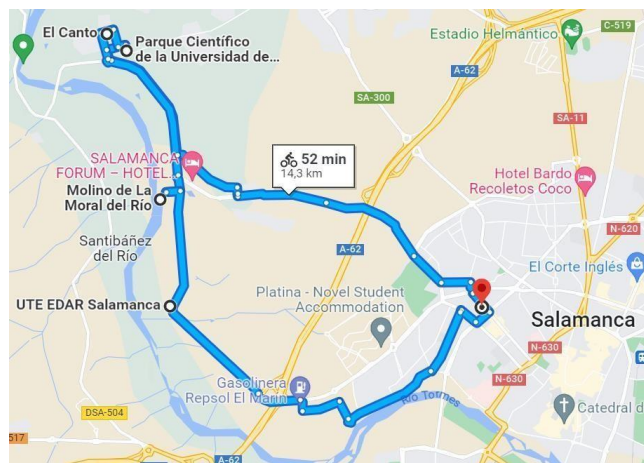 El Canto
Parque Científico
de la Universidad de...
Estadio Helmántico
C-519
A-62
SA-300
SA-11
SALAMANCA
FORUM – HOTEL...
52 min
14,3 km
Hotel Bardo
Recoletos Coco
Molino de La
Moral del Río
N-620
Santibáñez
del Río
A-62
El Corte Inglés
UTE EDAR Salamanca
Platina - Novel Student
Accommodation
Salamanca
N-630
Gasolinera
Repsol El Marín
N-630
Río Tormes
DSA-504
Catedral d
517
A-62